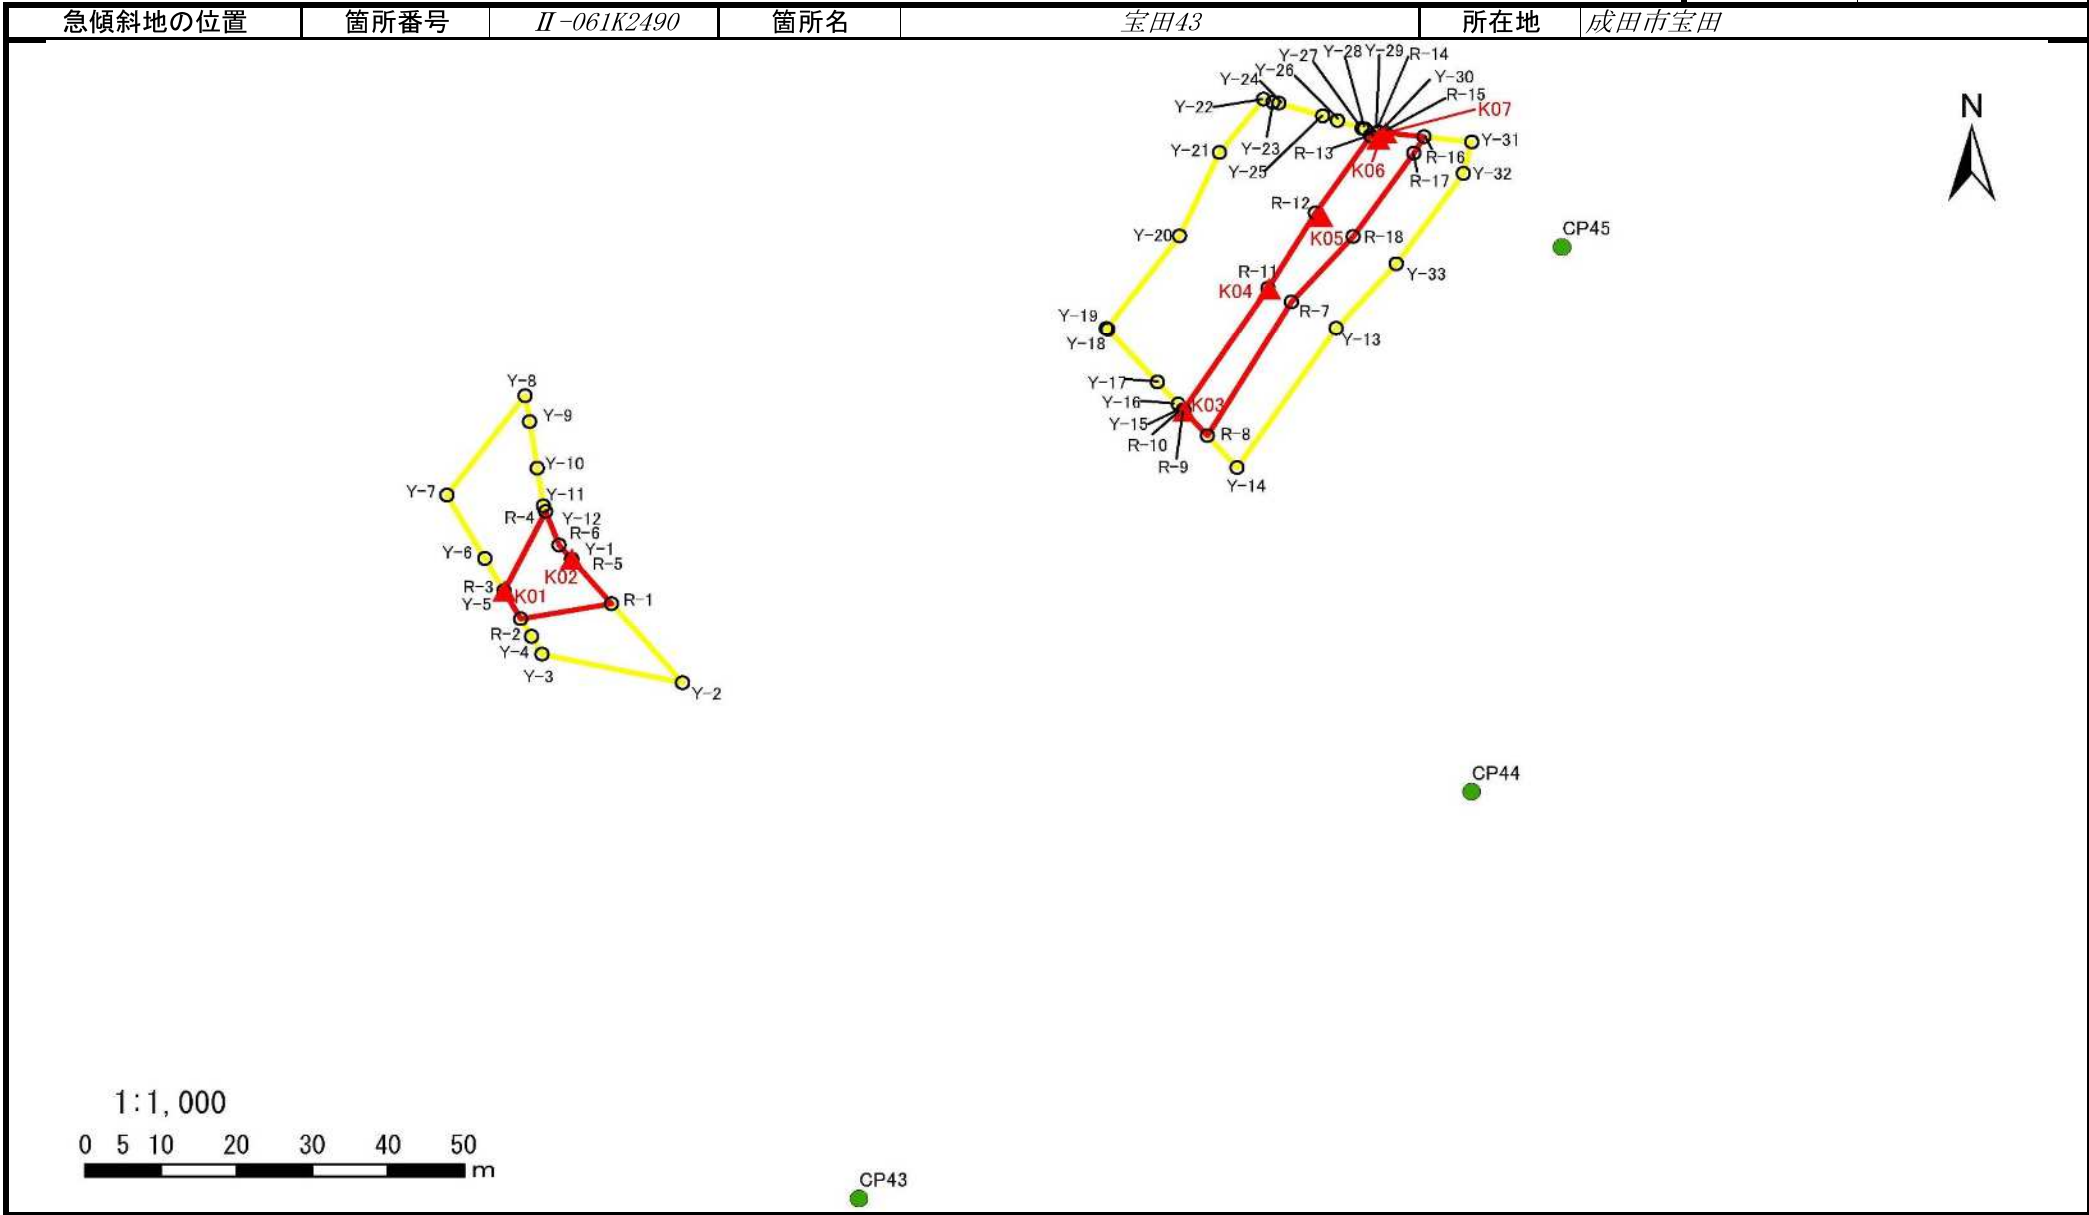 急傾斜地の位置 箇所番号 Ⅱ-061K2490 箇所名 宝田43 所在地 成田市宝田
Y-27 Y-28 Y-29 R-14
Y-24 Y-26 Y-30
Y-22 R-15
K07
N
Y-21 Y-23 R-13 Y-31
Y-25 K06 R-16
R-17 Y-32
R-12
Y-20 K05 R-18 CP45
R-11 Y-33
K04
R-7
Y-19
Y-18 Y-13
Y-17
Y-16 K03
Y-15
R-10 R-8
R-9
Y-14
Y-8
Y-9
Y-10
Y-7 Y-11
R-4 Y-12
R-6
Y-6 Y-1
K02 R-5
R-3 K01
Y-5 R-1
R-2
Y-4
Y-3
Y-2
CP44
1:1,000
0 5 10 20 30 40 50
m
CP43